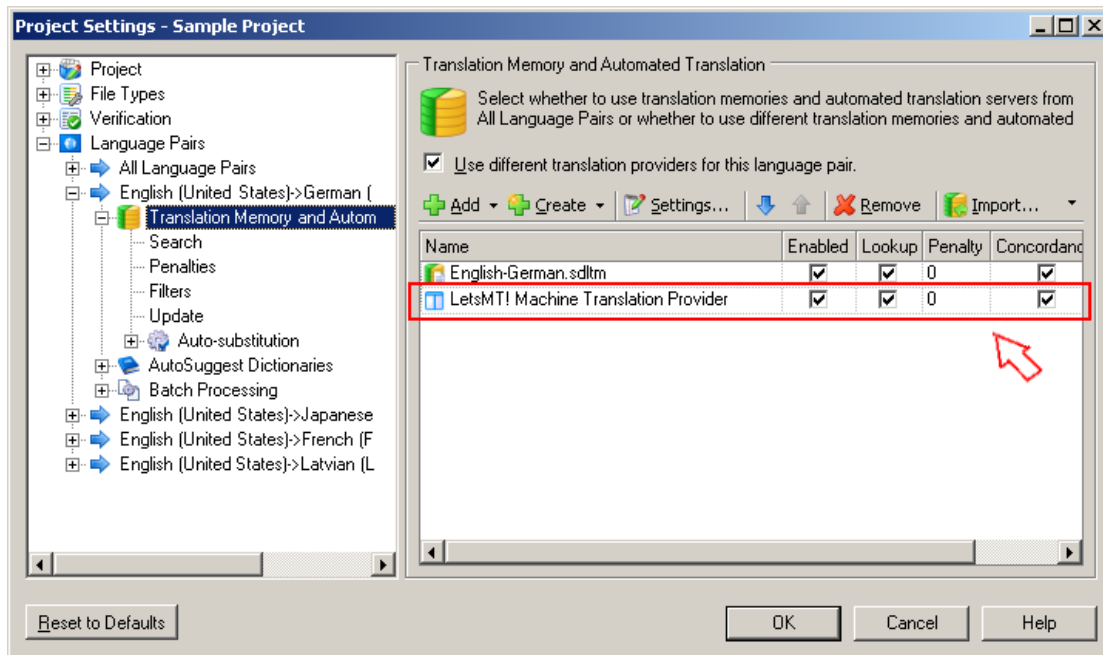 Project Settings - Sample Project
Project
File Types
Verification
Language Pairs
All Language Pairs
English (United States)->German (
Translation Memory and Autom
Search
Penalties
Filters
Update
Auto-substitution
AutoSuggest Dictionaries
Batch Processing
English (United States)->Japanese
English (United States)->French (F
English (United States)->Latvian (L
Translation Memory and Automated Translation
Select whether to use translation memories and automated translation servers from
All Language Pairs or whether to use different translation memories and automated
Use different translation providers for this language pair.
Add Create Settings... Remove Import...
Name Enabled Lookup Penalty Concordanc
English-German.sdltm 0
LetsMT! Machine Translation Provider 0
Reset to Defaults OK Cancel Help